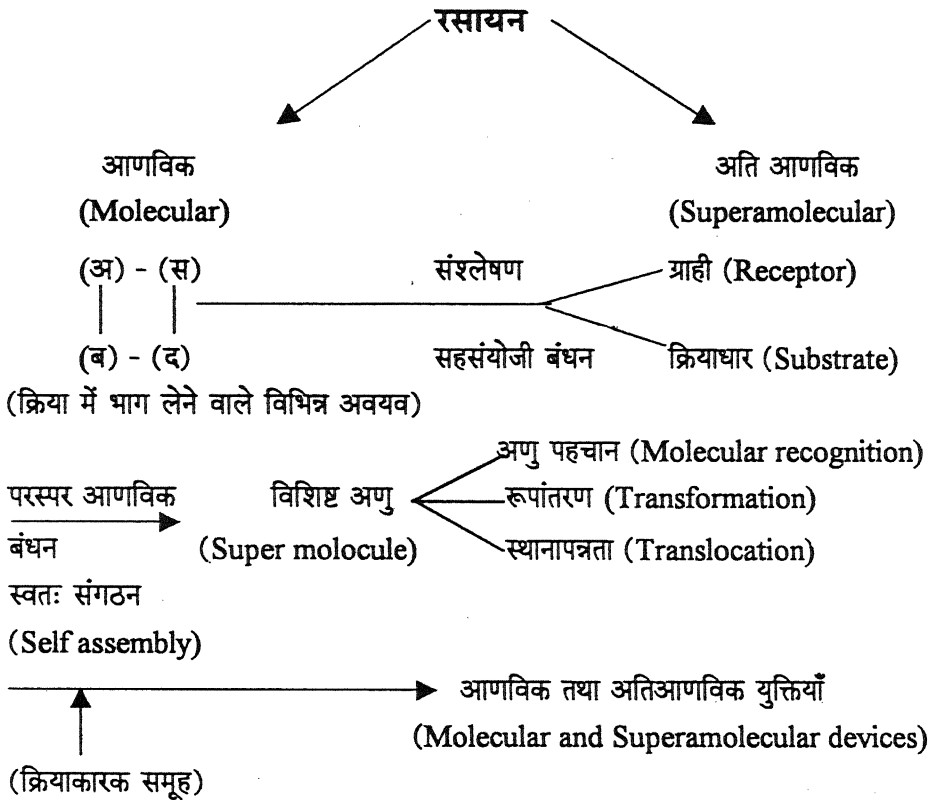 रसायन
आणविक अति आणविक
(Molecular) (Superamolecular)
(अ) - (स) संश्लेषण ग्राही (Receptor)
(ब) - (द) सहसंयोजी बंधन क्रियाधार (Substrate)
(क्रिया में भाग लेने वाले विभिन्न अवयव)
अणु पहचान (Molecular recognition)
परस्पर आणविक विशिष्ट अणु रूपांतरण (Transformation)
बंधन (Super molocule) स्थानापन्नता (Translocation)
स्वतः संगठन
(Self assembly)
आणविक तथा अतिआणविक युक्तियाँ
(Molecular and Superamolecular devices)
(क्रियाकारक समूह)